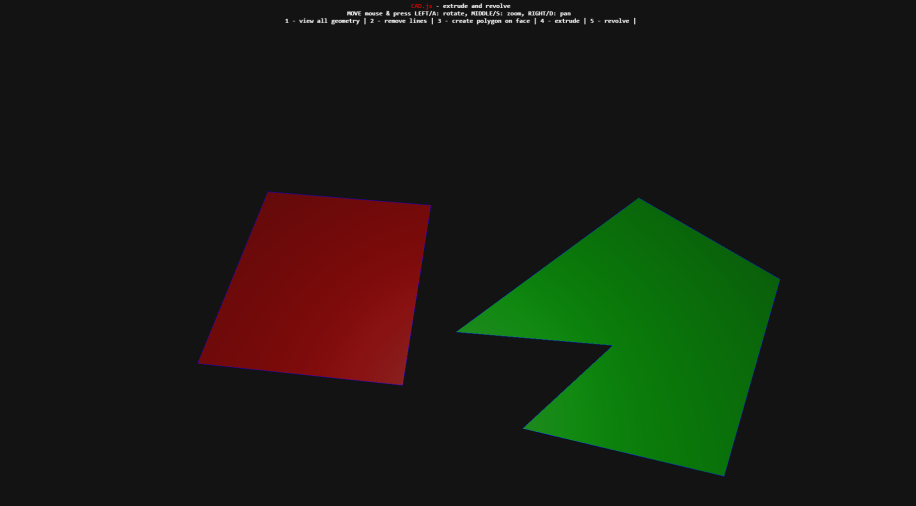 CAD.js - extrude and revolve
MOVE mouse & press LEFT/A: rotate, MIDDLE/S: zoom, RIGHT/D: pan
1 - view all geometry | 2 - remove lines | 3 - create polygon on face | 4 - extrude | 5 - revolve |